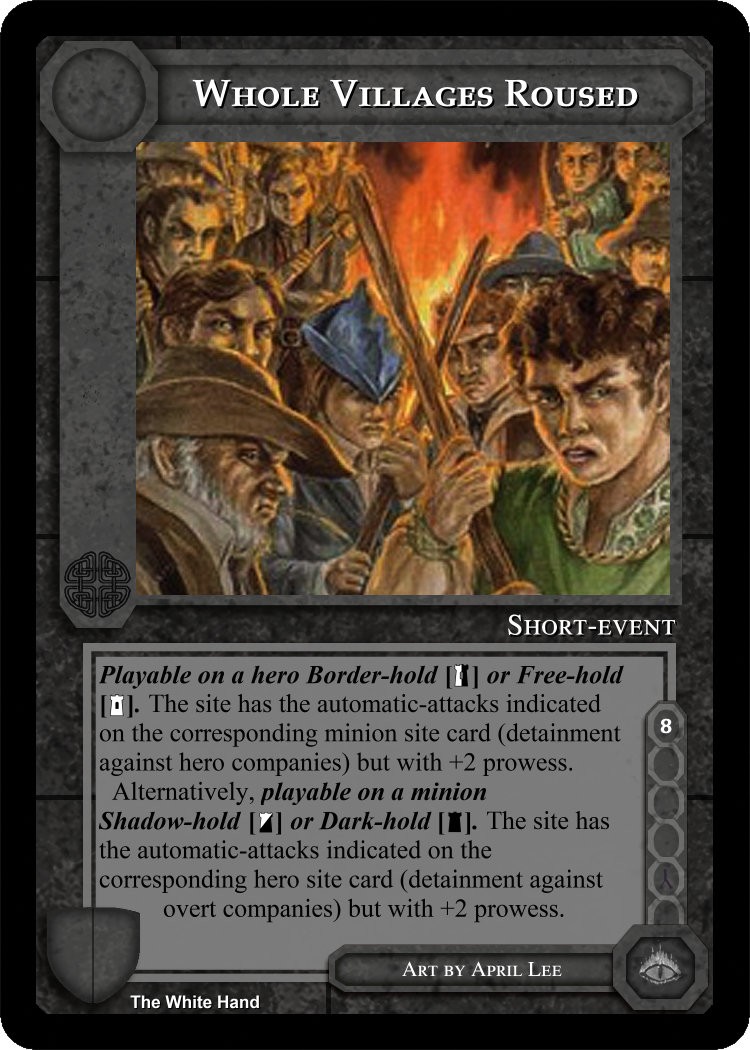 Whole Villages Roused
Short-event
Playable on a hero Border-hold [] or Free-hold
[]. The site has the automatic-attacks indicated
on the corresponding minion site card (detainment
against hero companies) but with +2 prowess.
Alternatively, playable on a minion
Shadow-hold [] or Dark-hold []. The site has
the automatic-attacks indicated on the
corresponding hero site card (detainment against
overt companies) but with +2 prowess.
8
Art by April Lee
The White Hand